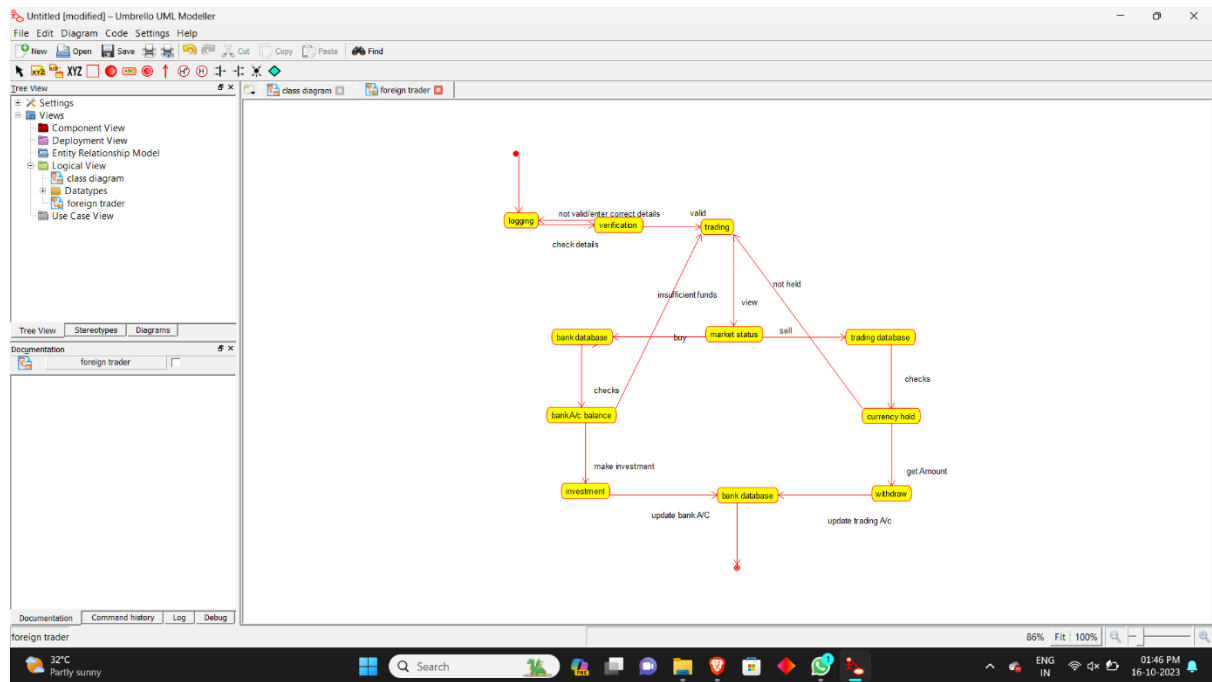 Untitled [modified] – Umbrello UML Modeller
File Edit Diagram Code Settings Help
New Open Save Cut Copy Paste Find
XYZ XYZ ABC H* H
Tree View
class diagram foreign trader
Settings
Views
Component View
Deployment View
Entity Relationship Model
Logical View
class diagram
Datatypes
foreign trader
Use Case View
Tree View Stereotypes Diagrams
Documentation
foreign trader
Documentation Command history Log Debug
logging
not valid/enter correct details
verification
check details
valid
trading
insufficient funds
view
not held
bank database
buy
market status
sell
trading database
checks
checks
bank A/c balance
currency hold
make investment
get Amount
investment
bank database
withdraw
update bank A/C
update trading A/c
foreign trader
86% Fit 100%
32°C
Partly sunny
Search
PRE
1
ENG
IN
01:46 PM
16-10-2023